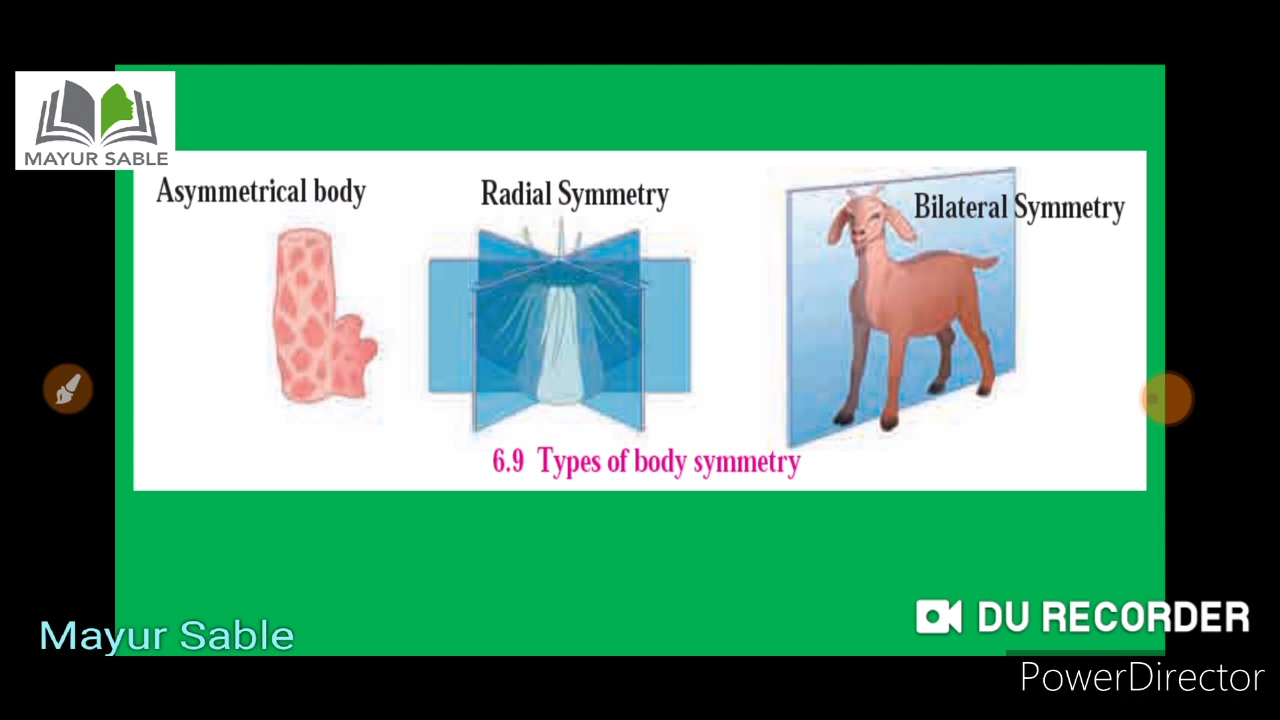 MAYUR SABLE
Asymmetrical body
Radial Symmetry
Bilateral Symmetry
6.9 Types of body symmetry
Mayur Sable
DU RECORDER
PowerDirector